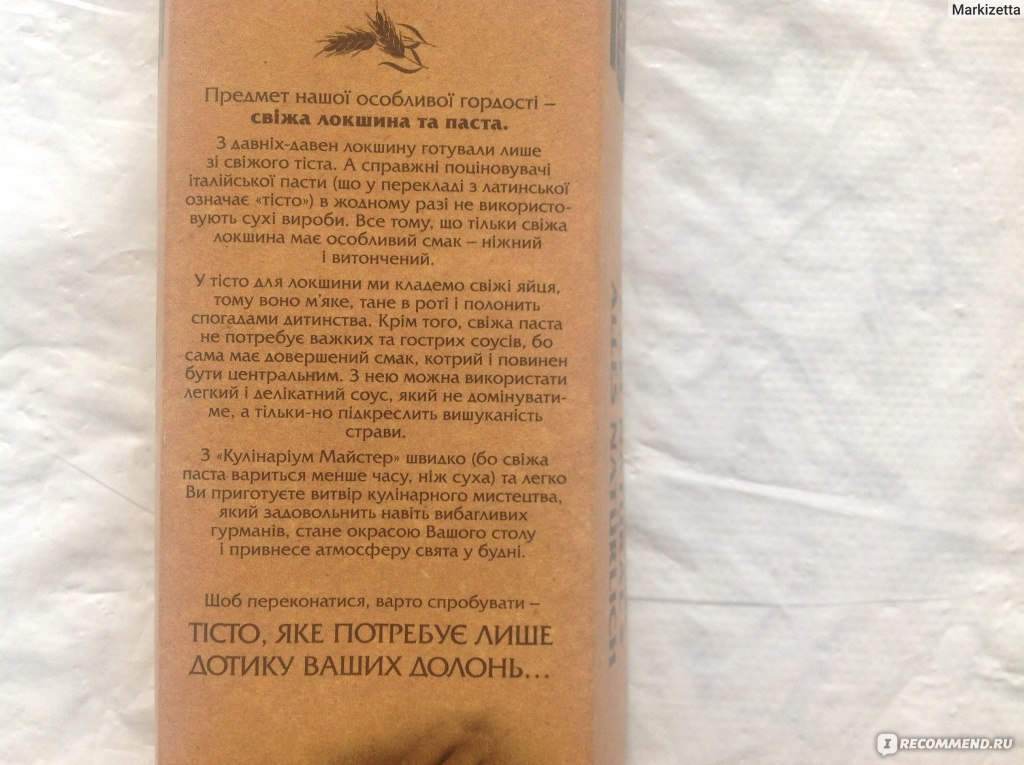 Markizetta
Предмет нашої особливої гордості –
свіжа локшина та паста.
З давніх-давен локшину готували лише
зі свіжого тіста. А справжні поціновувачі
італійської пасти (що у перекладі з латинської
означає «тісто») в жодному разі не використо-
вують сухі вироби. Все тому, що тільки свіжа
локшина має особливий смак – ніжний
і витончений.
У тісто для локшини ми кладемо свіжі яйця,
тому воно м'яке, тане в роті і полонить
спогадами дитинства. Крім того, свіжа паста
не потребує важких та гострих соусів, бо
сама має довершений смак, котрий і повинен
бути центральним. З нею можна використати
легкий і делікатний соус, який не домінувати-
ме, а тільки-но підкреслить вишуканість
страви.
З «Кулінаріум Майстер» швидко (бо свіжа
паста вариться менше часу, ніж суха) та легко
Ви приготуєте витвір кулінарного мистецтва,
який задовольнить навіть вибагливих
гурманів, стане окрасою Вашого столу
і привнесе атмосферу свята у будні.
Щоб переконатися, варто спробувати –
ТІСТО, ЯКЕ ПОТРЕБУЄ ЛИШЕ
ДОТИКУ ВАШИХ ДОЛОНЬ...
IRECOMMEND.RU